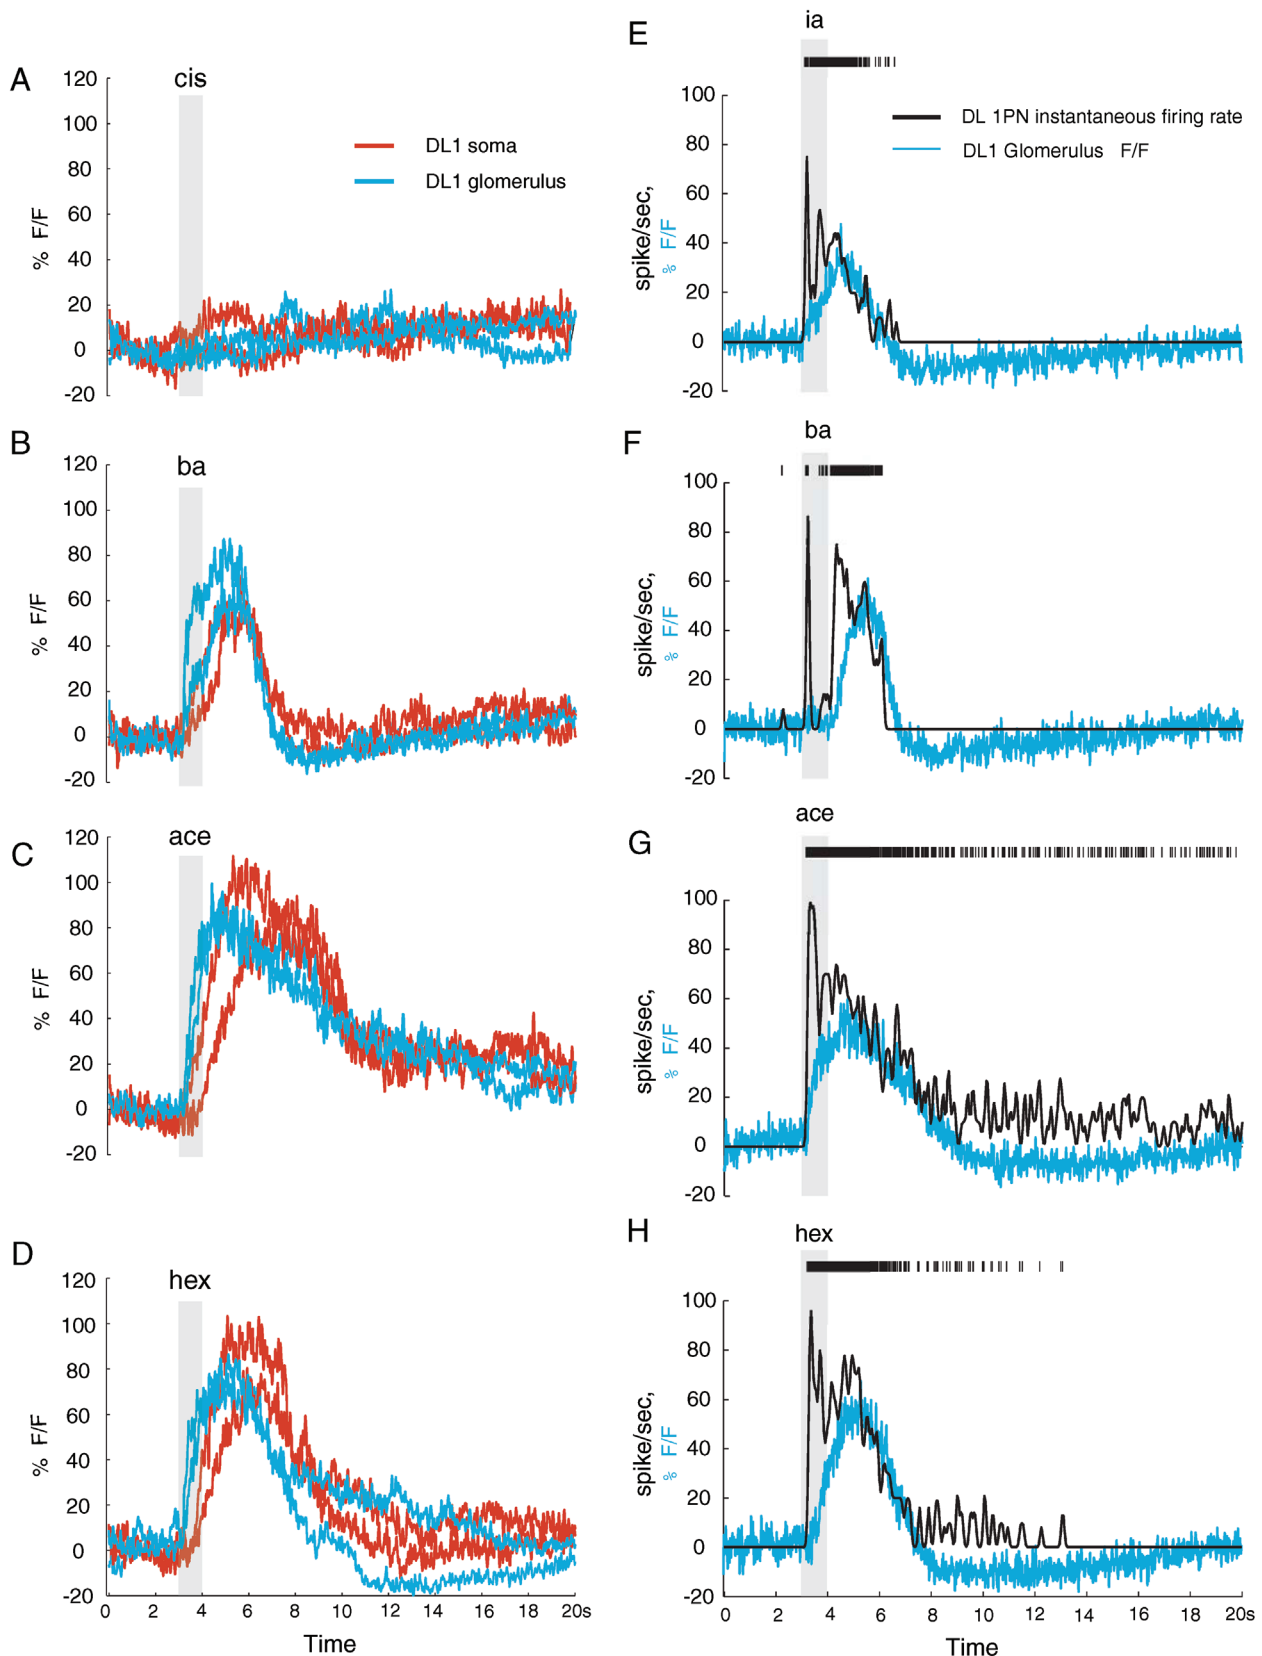 A
cis
120
100
80
60
40
20
0
-20
% F/F
DL1 soma
DL1 glomerulus
B
ba
120
100
80
60
40
20
0
-20
% F/F
C
ace
120
100
80
60
40
20
0
-20
% F/F
D
hex
120
100
80
60
40
20
0
-20
% F/F
0 2 4 6 8 10 12 14 16 18 20s
Time
E
ia
100
80
60
40
20
0
-20
spike/sec,
% F/F
DL 1PN instantaneous firing rate
DL1 Glomerulus F/F
F
ba
100
80
60
40
20
0
-20
spike/sec,
% F/F
G
ace
100
80
60
40
20
0
-20
spike/sec,
% F/F
H
hex
100
80
60
40
20
0
-20
spike/sec,
% F/F
0 2 4 6 8 10 12 14 16 18 20s
Time